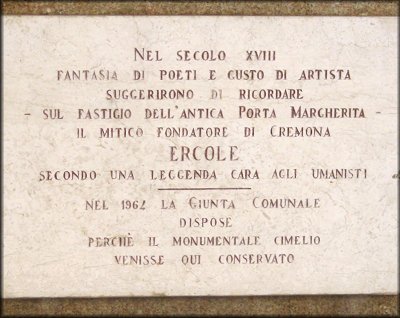 NEL SECOLO XVIII
FANTASIA DI POETI E GUSTO DI ARTISTA
SUGGERIRONO DI RICORDARE
- SUL FASTIGIO DELL'ANTICA PORTA MARGHERITA -
IL MITICO FONDATORE DI CREMONA
ERCOLE
SECONDO UNA LEGGENDA CARA AGLI UMANISTI
NEL 1962 LA GIUNTA COMUNALE
DISPOSE
PERCHÈ IL MONUMENTALE CIMELIO
VENISSE QUI CONSERVATO